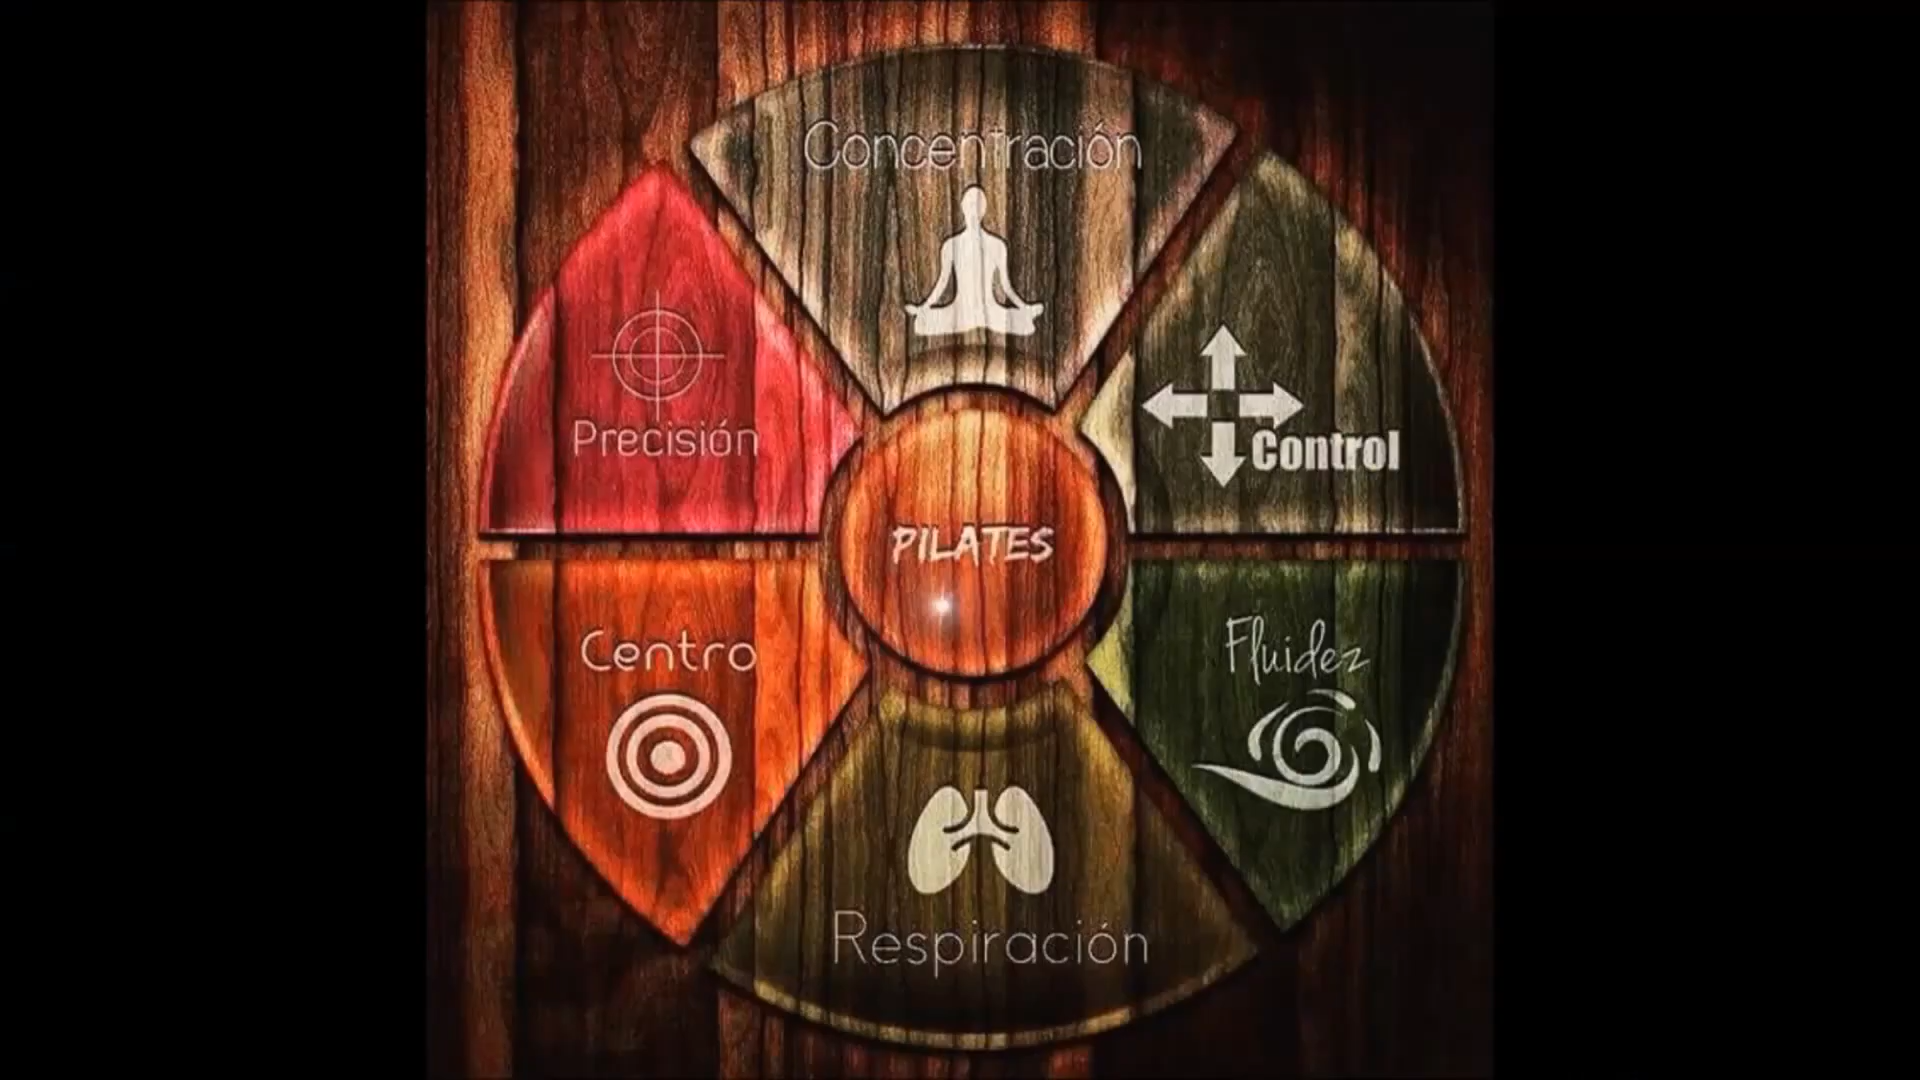 Concentración
Precisión
Control
PILATES
Centro
Fluidez
Respiración